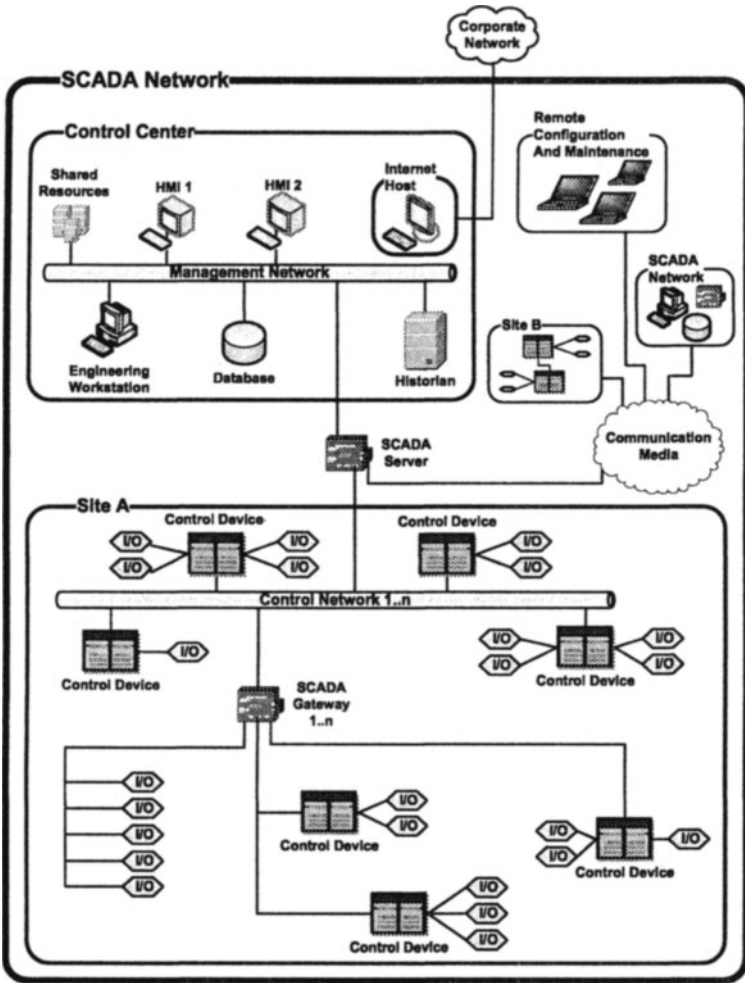 Corporate
Network
SCADA Network
Control Center
Shared
Resources
HMI 1
HMI 2
Internet
Host
Remote
Configuration
And Maintenance
Management Network
SCADA
Network
Engineering
Workstation
Database
Historian
Site B
SCADA
Server
Communication
Media
Site A
Control Device
Control Device
I/O
I/O
I/O
I/O
I/O
I/O
Control Network 1..n
I/O
Control Device
I/O
I/O
I/O
I/O
Control Device
SCADA
Gateway
1..n
I/O
I/O
I/O
I/O
I/O
I/O
I/O
Control Device
I/O
I/O
I/O
Control Device
I/O
I/O
I/O
Control Device